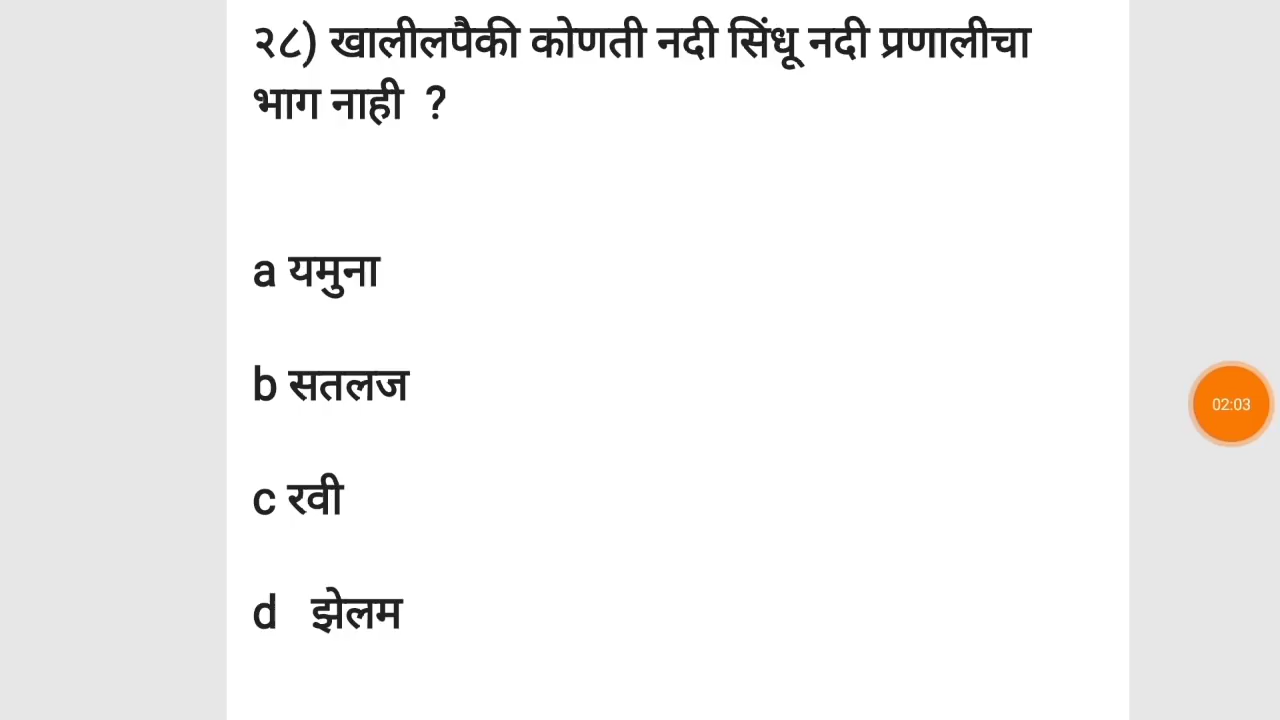 २८) खालीलपैकी कोणती नदी सिंधू नदी प्रणालीचा
भाग नाही ?
a यमुना
b सतलज
c रवी
d झेलम
02:03